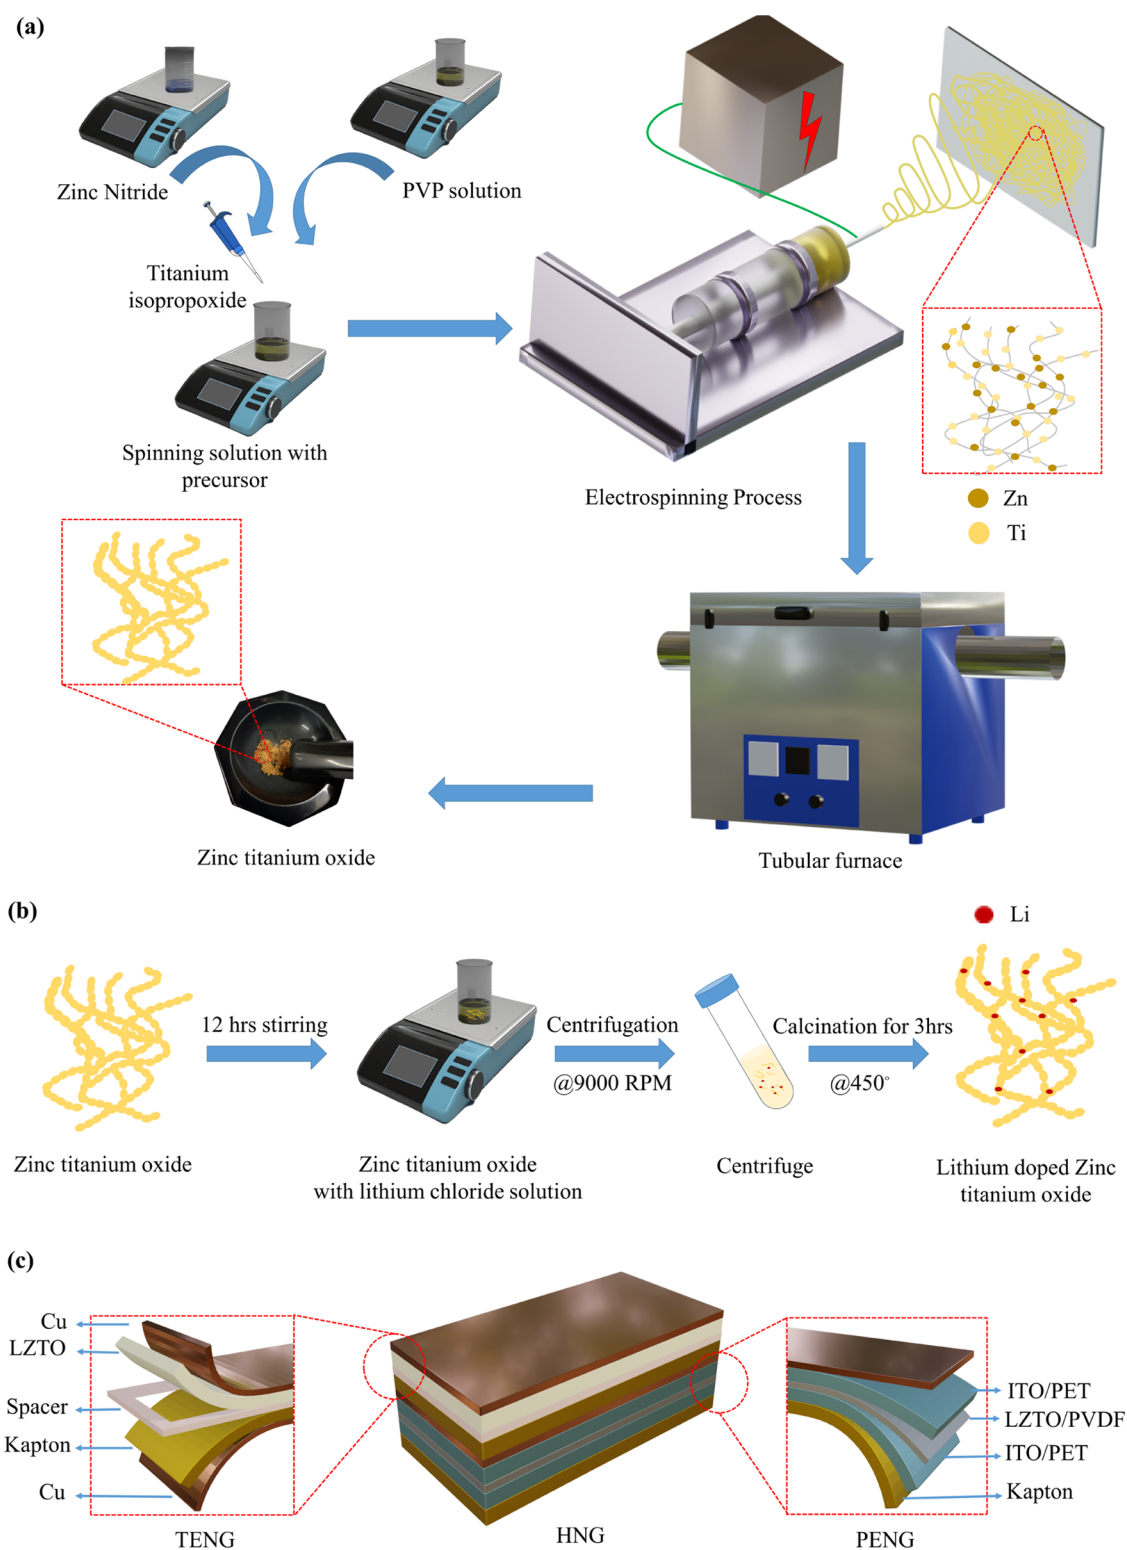 (a)
Zinc Nitride
PVP solution
Titanium
isopropoxide
Spinning solution with
precursor
Electrospinning Process
Zn
Ti
Zinc titanium oxide
Tubular furnace
(b)
Li
12 hrs stirring
Centrifugation
@9000 RPM
Calcination for 3hrs
@450°
Zinc titanium oxide
Zinc titanium oxide
with lithium chloride solution
Centrifuge
Lithium doped Zinc
titanium oxide
(c)
Cu
LZTO
Spacer
Kapton
Cu
TENG
HNG
ITO/PET
LZTO/PVDF
ITO/PET
Kapton
PENG